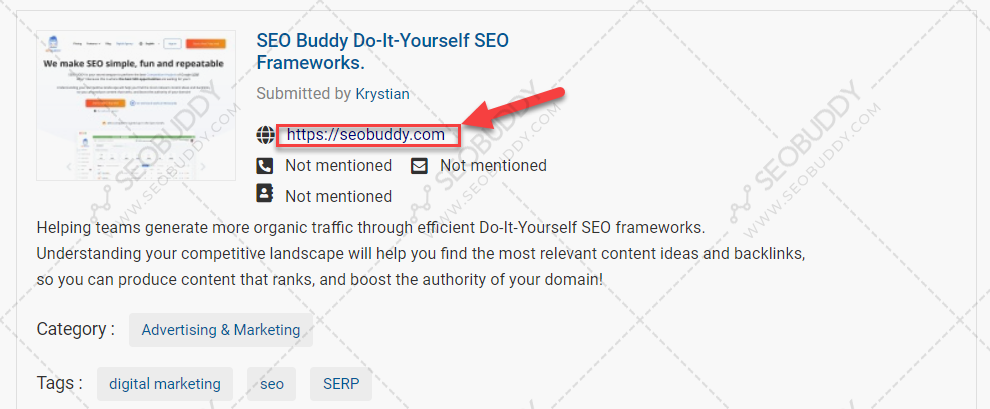 We make SEO simple, fun and repeatable
SEO Buddy Do-It-Yourself SEO
Frameworks.
Submitted by Krystian
https://seobuddy.com
Not mentioned Not mentioned
Not mentioned
Helping teams generate more organic traffic through efficient Do-It-Yourself SEO frameworks.
Understanding your competitive landscape will help you find the most relevant content ideas and backlinks,
so you can produce content that ranks, and boost the authority of your domain!
Category : Advertising & Marketing
Tags : digital marketing seo SERP
SEOBUDDY
WWW.SEOBUDDY.COM
SEOBUDDY
WWW.SEOBUDDY.COM
SEOBUDDY
WWW.SEOBUDDY.COM